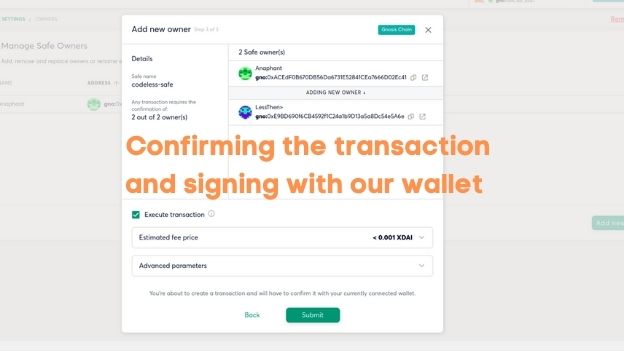 SETTINGS / OWNERS
Manage Safe Owners
Add, remove and replace owners or rename e
NAME
ADDRESS ↑
Anaphant
gno:0x
Add new
Add new owner Step 3 of 3
Gnosis Chain
Details
Safe name
codeless-safe
Any transaction requires the
confirmation of:
2 out of 2 owner(s)
2 Safe owner(s)
Anaphant
gno:0xACEdF0B670DB56Da6731E52841CEa7666D02Ec41
ADDING NEW OWNER ↓
LessThen>
gno:0xE9BD690f6CB4592f1C24a1b9D13a5a8Dc54e5A6e
Confirming the transaction
and signing with our wallet
Execute transaction
Estimated fee price < 0.001 XDAI
Advanced parameters
You're about to create a transaction and will have to confirm it with your currently connected wallet.
Back Submit